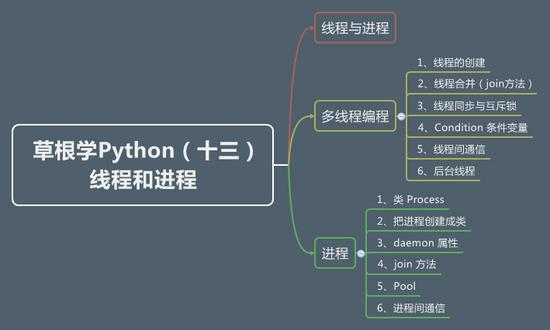 草根学Python（十三）
线程和进程
线程与进程
多线程编程
1、线程的创建
2、线程合并（join方法）
3、线程同步与互斥锁
4、Condition 条件变量
5、线程间通信
6、后台线程
进程
1、类 Process
2、把进程创建成类
3、daemon 属性
4、join 方法
5、Pool
6、进程间通信